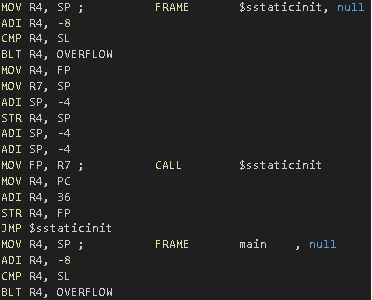 MOV R4, SP ; FRAME $sstaticinit, null
ADI R4, -8
CMP R4, SL
BLT R4, OVERFLOW
MOV R4, FP
MOV R7, SP
ADI SP, -4
STR R4, SP
ADI SP, -4
ADI SP, -4
MOV FP, R7 ; CALL $sstaticinit
MOV R4, PC
ADI R4, 36
STR R4, FP
JMP $sstaticinit
MOV R4, SP ; FRAME main , null
ADI R4, -8
CMP R4, SL
BLT R4, OVERFLOW